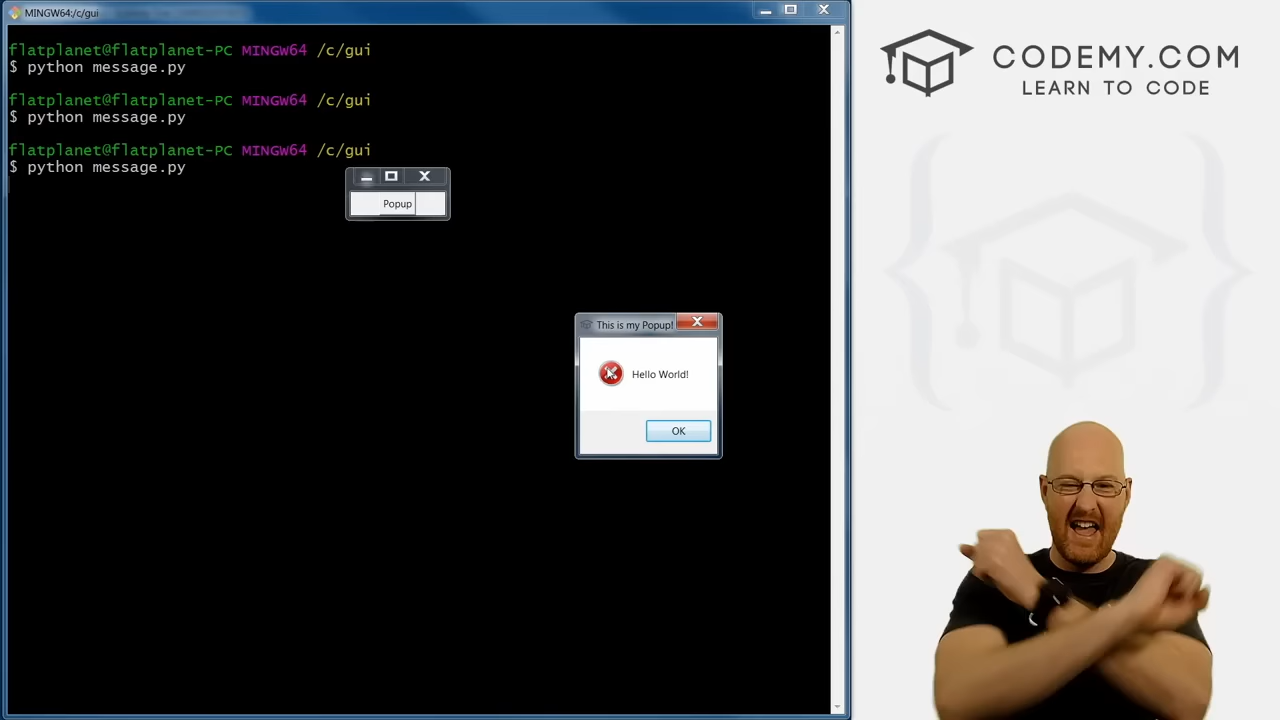 MINGW64:/c/gui
flatplanet@flatplanet-PC MINGW64 /c/gui
$ python message.py
flatplanet@flatplanet-PC MINGW64 /c/gui
$ python message.py
flatplanet@flatplanet-PC MINGW64 /c/gui
$ python message.py
Popup
This is my Popup!
Hello World!
OK
CODEMY.COM
LEARN TO CODE